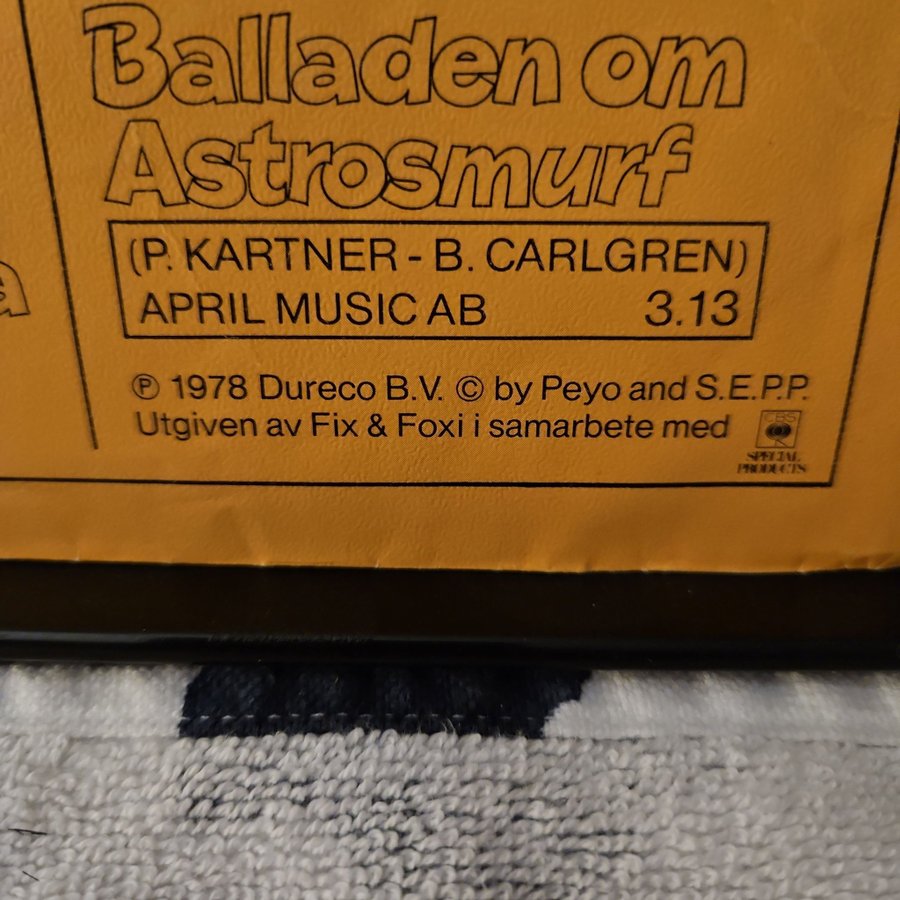 Balladen om
Astrosmurf
(P. KARTNER - B. CARLGREN)
APRIL MUSIC AB 3.13
a
℗ 1978 Dureco B.V. © by Peyo and S.E.P.P.
Utgiven av Fix & Foxi i samarbete med
CBS
SPECIAL
PRODUCTS